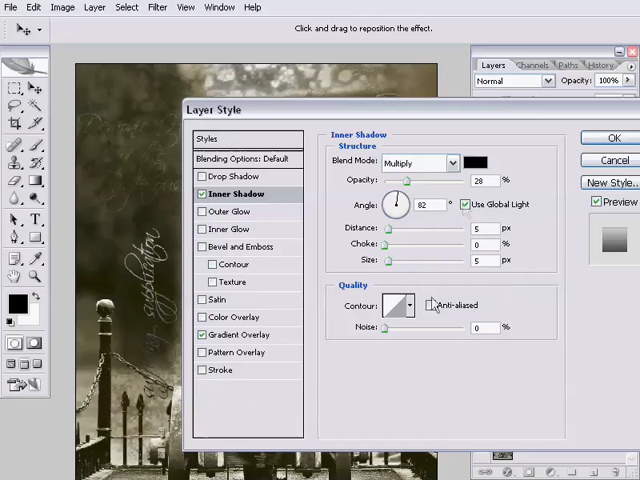 File Edit Image Layer Select Filter View Window Help
Click and drag to reposition the effect.
Layers Channels Paths History
Normal Opacity: 100%
Layer Style
Styles
Blending Options: Default
Drop Shadow
Inner Shadow
Outer Glow
Inner Glow
Bevel and Emboss
Contour
Texture
Satin
Color Overlay
Gradient Overlay
Pattern Overlay
Stroke
Inner Shadow
Structure
Blend Mode: Multiply
Opacity: 28 %
Angle: 82 ° Use Global Light
Distance: 5 px
Choke: 0 %
Size: 5 px
Quality
Contour: Anti-aliased
Noise: 0 %
OK
Cancel
New Style...
Preview